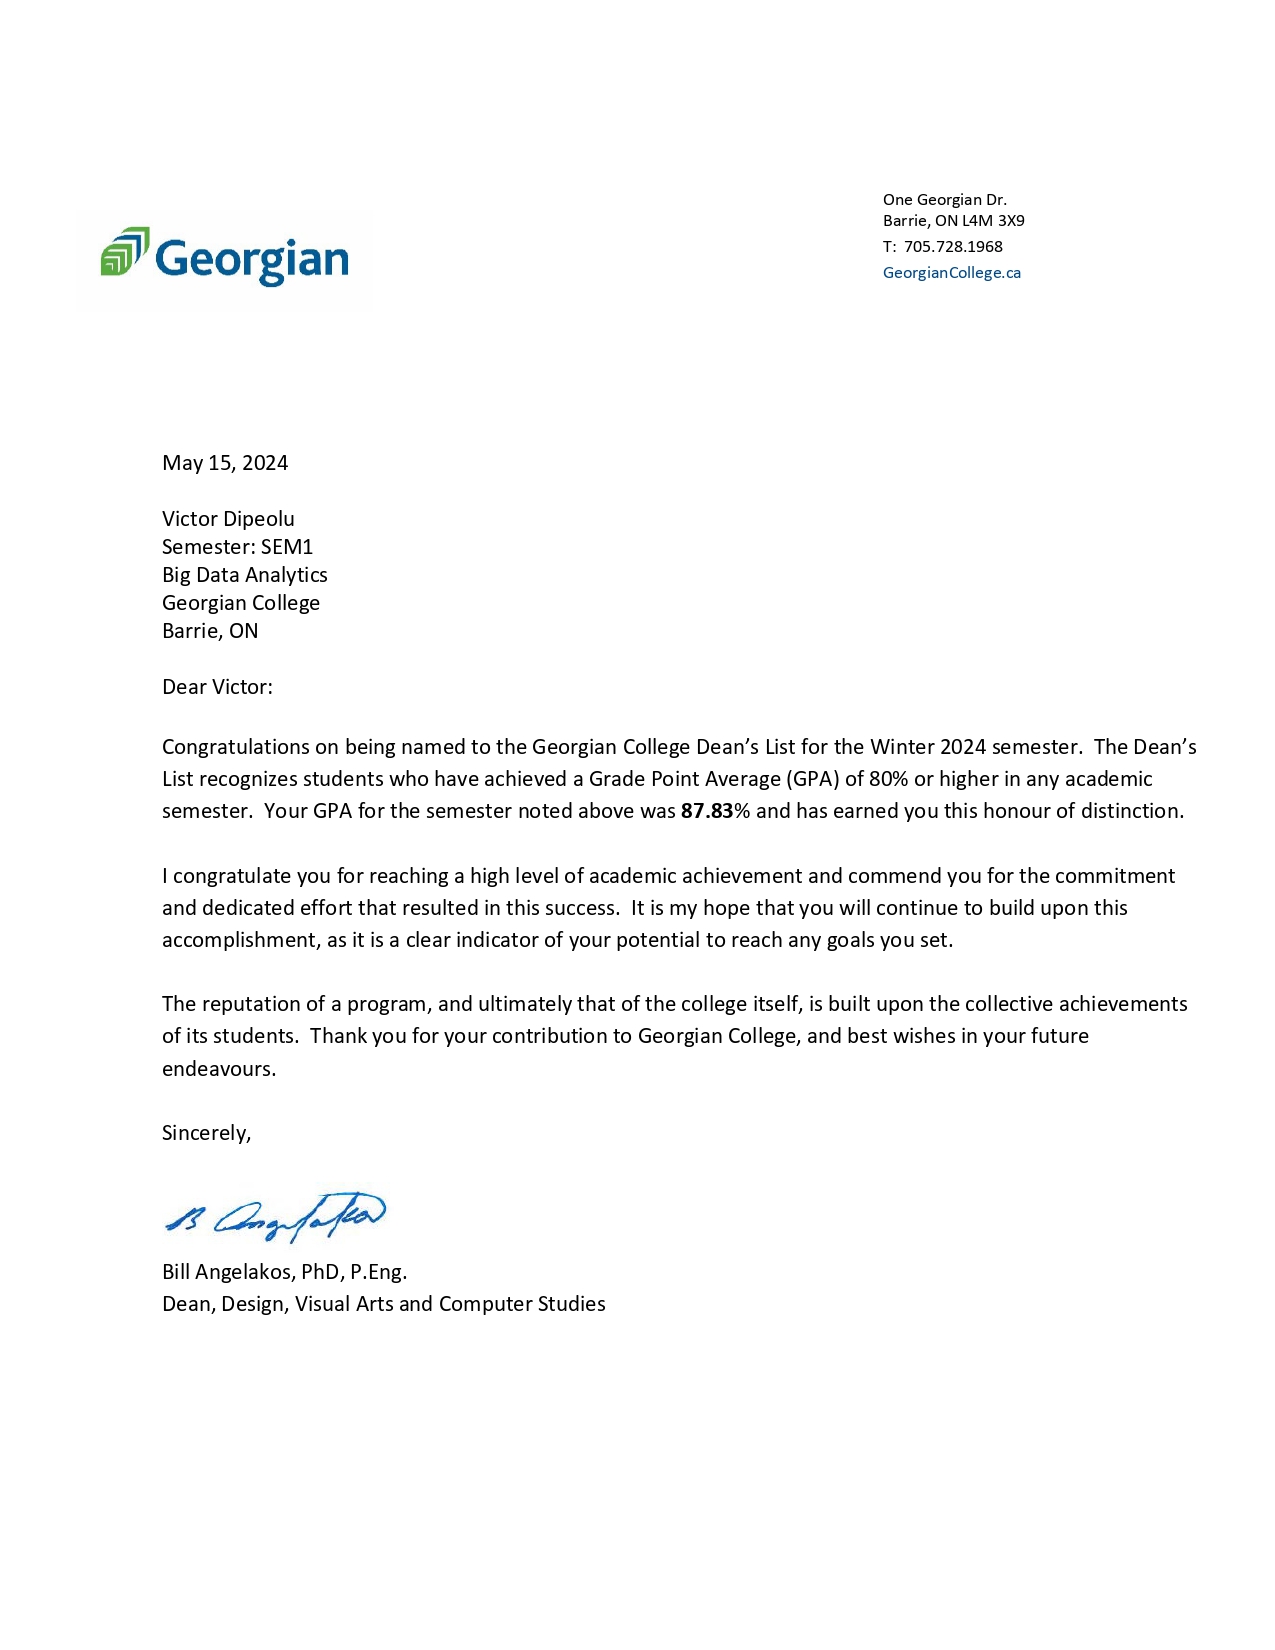 Georgian
One Georgian Dr.
Barrie, ON L4M 3X9
T:  705.728.1968
GeorgianCollege.ca
May 15, 2024
Victor Dipeolu
Semester: SEM1
Big Data Analytics
Georgian College
Barrie, ON
Dear Victor:
Congratulations on being named to the Georgian College Dean’s List for the Winter 2024 semester.  The Dean’s
List recognizes students who have achieved a Grade Point Average (GPA) of 80% or higher in any academic
semester.  Your GPA for the semester noted above was 87.83% and has earned you this honour of distinction.
I congratulate you for reaching a high level of academic achievement and commend you for the commitment
and dedicated effort that resulted in this success.  It is my hope that you will continue to build upon this
accomplishment, as it is a clear indicator of your potential to reach any goals you set.
The reputation of a program, and ultimately that of the college itself, is built upon the collective achievements
of its students.  Thank you for your contribution to Georgian College, and best wishes in your future
endeavours.
Sincerely,
B Angelakos
Bill Angelakos, PhD, P.Eng.
Dean, Design, Visual Arts and Computer Studies